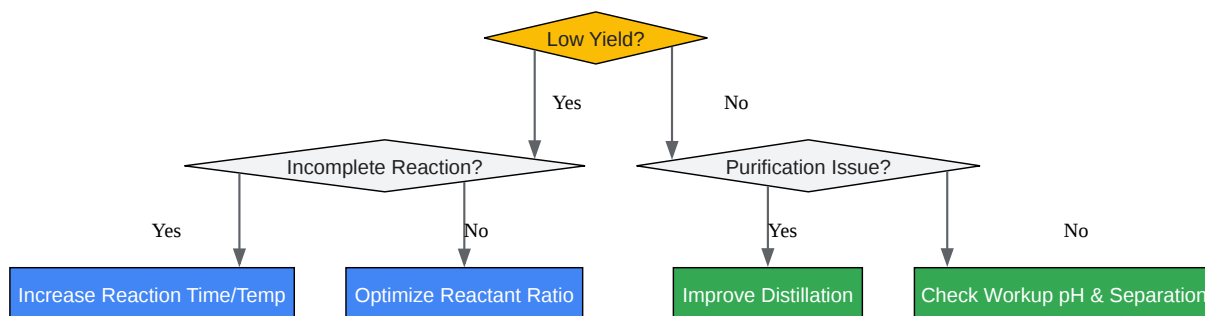 Low Yield?
Yes
No
Incomplete Reaction?
Purification Issue?
Yes
No
Yes
No
Increase Reaction Time/Temp
Optimize Reactant Ratio
Improve Distillation
Check Workup pH & Separation